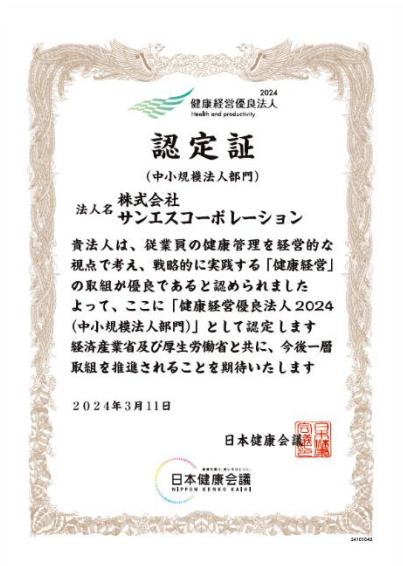 2024
健康経営優良法人
Health and productivity
認定証
(中小規模法人部門)
法人名 株式会社
サンエスコーポレーション
貴法人は、従業員の健康管理を経営的な
視点で考え、戦略的に実践する「健康経営」
の取組が優良であると認められました
よって、ここに「健康経営優良法人2024
(中小規模法人部門)」として認定します
経済産業省及び厚生労働省と共に、今後一層
取組を推進されることを期待いたします
2024年3月11日
日本健康会議
日本健康会議
NIPPON KENKO KAIGI
24101043